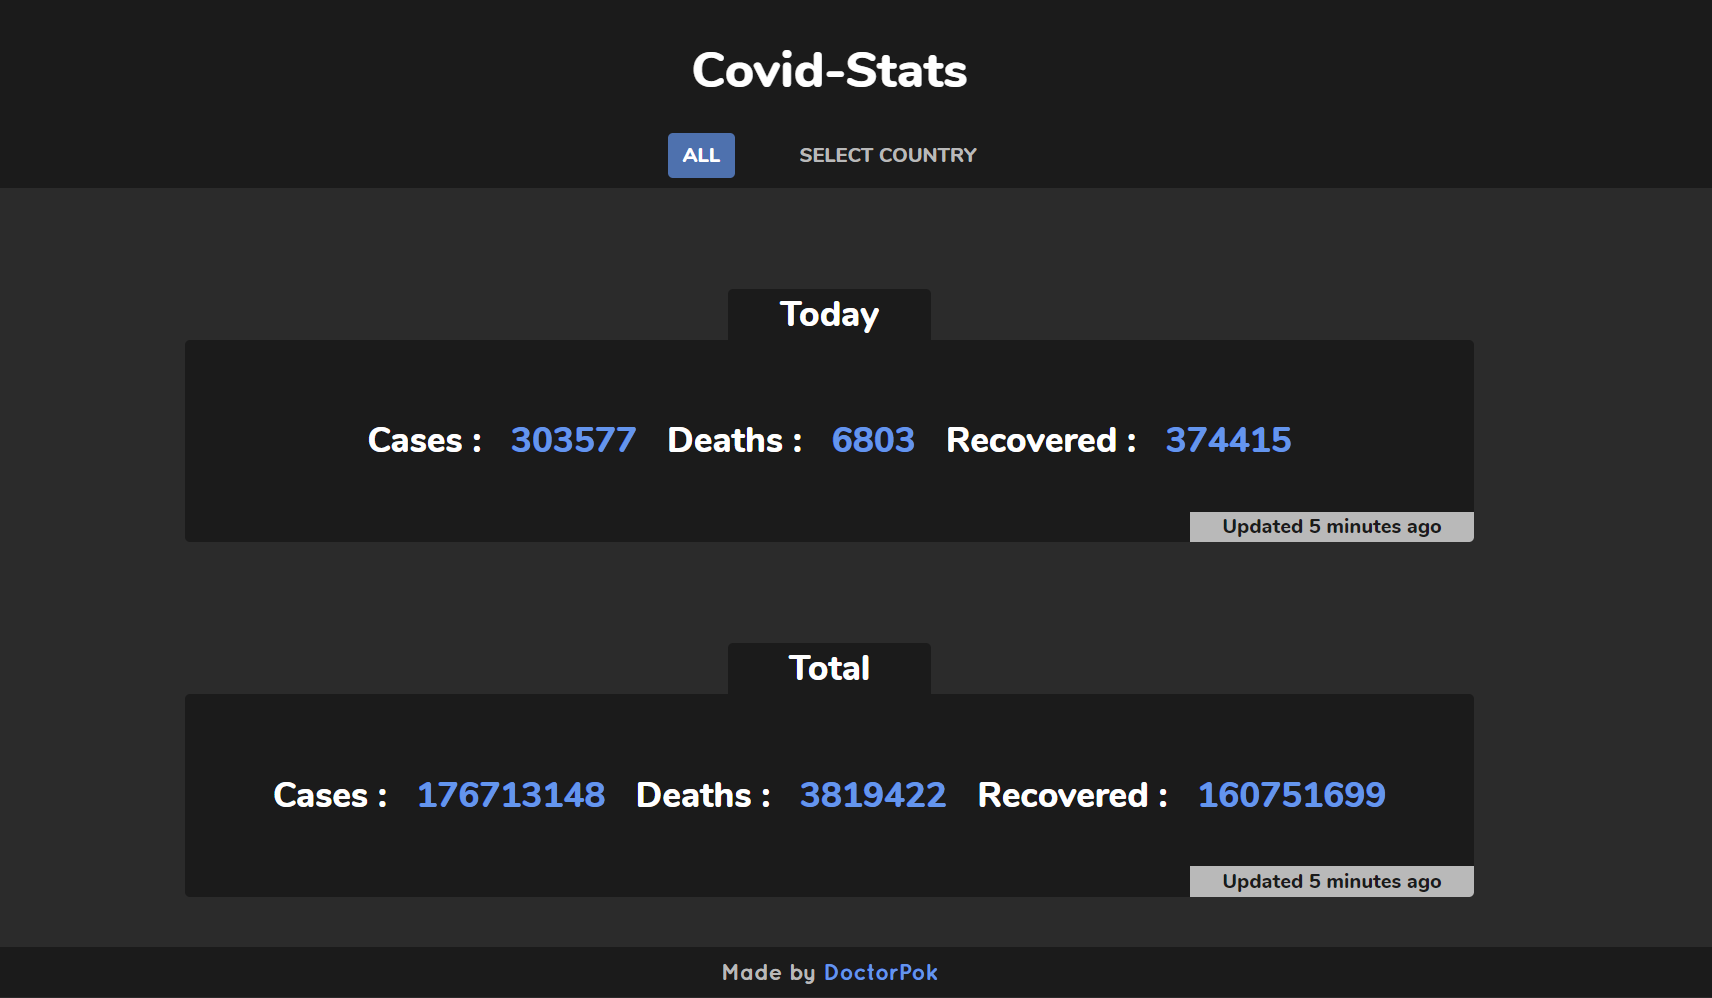 Covid-Stats
ALL SELECT COUNTRY
Today
Cases : 303577 Deaths : 6803 Recovered : 374415
Updated 5 minutes ago
Total
Cases : 176713148 Deaths : 3819422 Recovered : 160751699
Updated 5 minutes ago
Made by DoctorPok